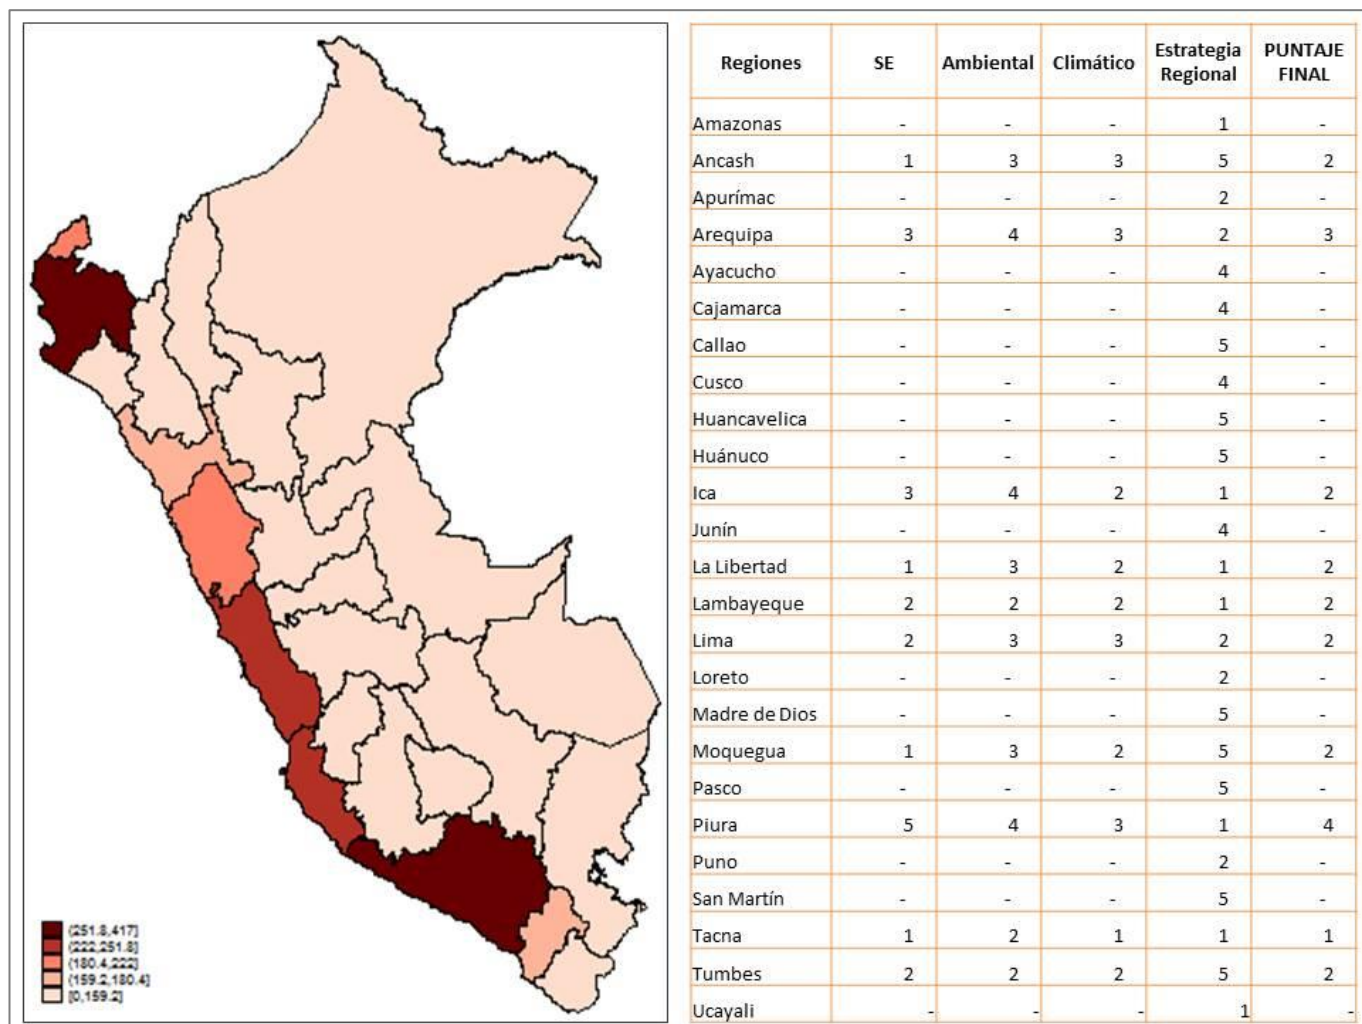 Regiones SE Ambiental Climático Estrategia Regional PUNTAJE FINAL
Amazonas - - - 1 -
Ancash 1 3 3 5 2
Apurímac - - - 2 -
Arequipa 3 4 3 2 3
Ayacucho - - - 4 -
Cajamarca - - - 4 -
Callao - - - 5 -
Cusco - - - 4 -
Huancavelica - - - 5 -
Huánuco - - - 5 -
Ica 3 4 2 1 2
Junín - - - 4 -
La Libertad 1 3 2 1 2
Lambayeque 2 2 2 1 2
Lima 2 3 3 2 2
Loreto - - - 2 -
Madre de Dios - - - 5 -
Moquegua 1 3 2 5 2
Pasco - - - 5 -
Piura 5 4 3 1 4
Puno - - - 2 -
San Martín - - - 5 -
Tacna 1 2 1 1 1
Tumbes 2 2 2 5 2
Ucayali - - - 1 -
(251.8,417]
(222,251.8]
(180.4,222]
(159.2,180.4]
[0,159.2]